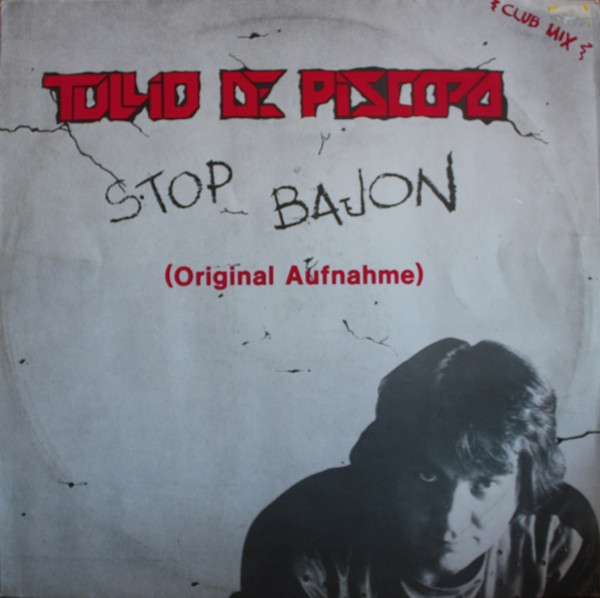 CLUB MIX
TULLIO DE PISCOPO
STOP BAJON
(Original Aufnahme)